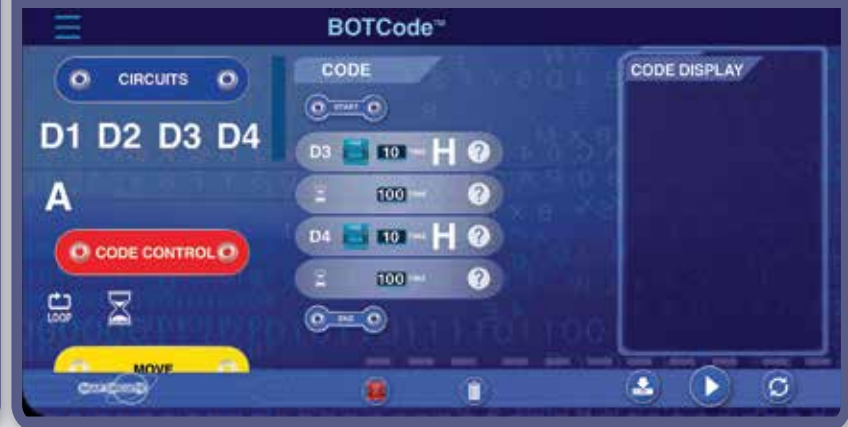 BOTCode™
CIRCUITS
D1 D2 D3 D4
A
CODE CONTROL
LOOP
MOVE
CODE
START
D3 10 H ?
100 ?
D4 10 H ?
100 ?
END
CODE DISPLAY